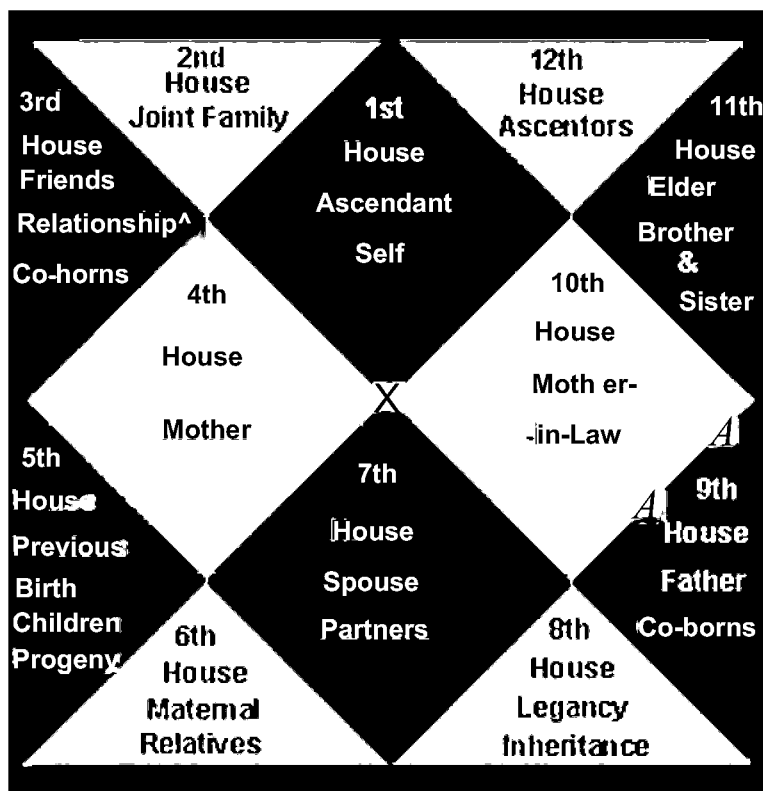 2nd
House
Joint Family
12th
House
Ascentors
3rd
House
Friends
Relationship^
Co-horns
1st
House
Ascendant
Self
11th
House
Elder
Brother
&
Sister
4th
House
Mother
10th
House
Moth er-
-in-Law
X
A
A
5th
House
Previous
Birth
Children
Progeny
7th
House
Spouse
Partners
9th
House
Father
Co-borns
6th
House
Maternal
Relatives
8th
House
Legancy
Inheritance